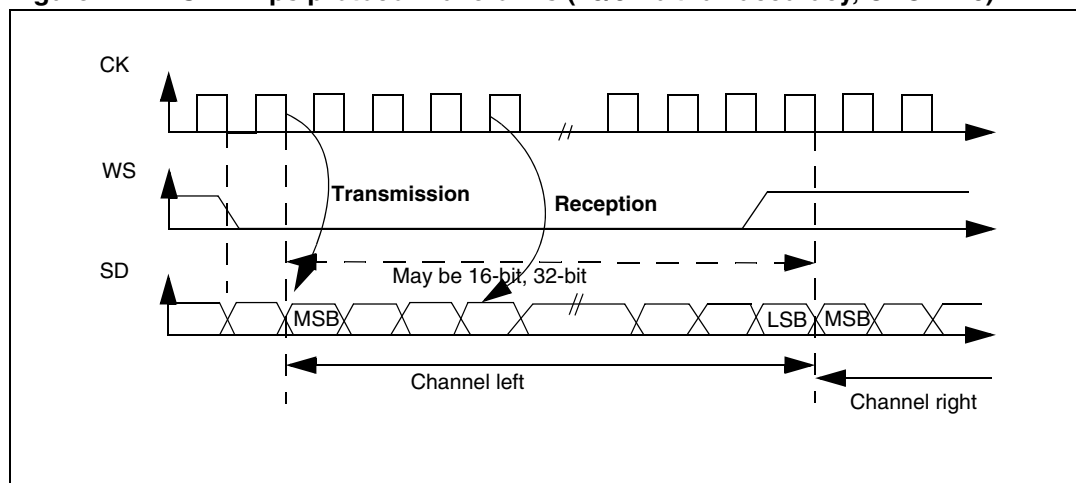 CK
WS
Transmission
Reception
SD
May be 16-bit, 32-bit
MSB
LSB
MSB
Channel left
Channel right